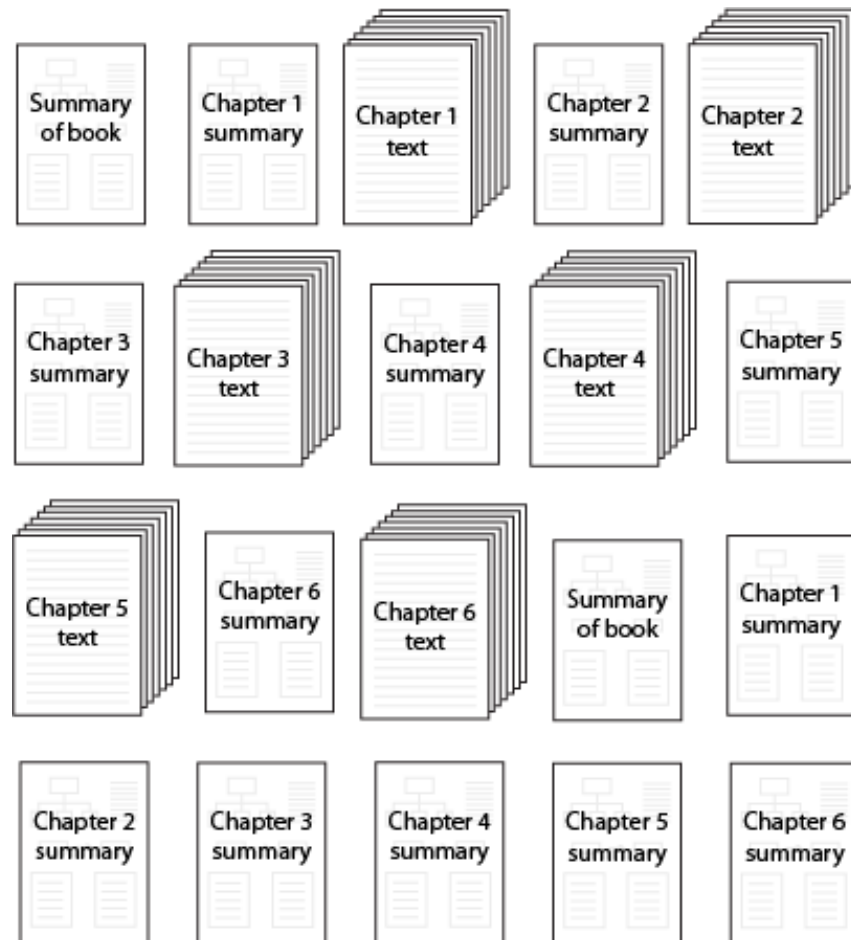 Summary
of book
Chapter 1
summary
Chapter 1
text
Chapter 2
summary
Chapter 2
text
Chapter 3
summary
Chapter 3
text
Chapter 4
summary
Chapter 4
text
Chapter 5
summary
Chapter 5
text
Chapter 6
summary
Chapter 6
text
Summary
of book
Chapter 1
summary
Chapter 2
summary
Chapter 3
summary
Chapter 4
summary
Chapter 5
summary
Chapter 6
summary